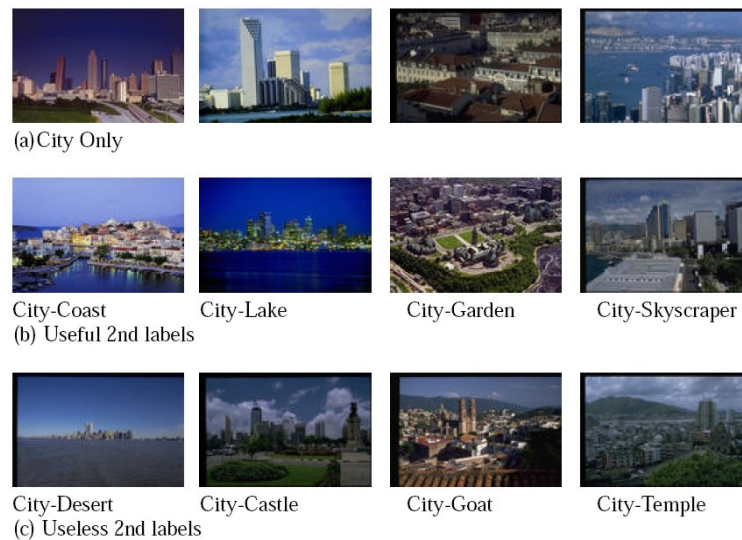 (a)City Only
City-Coast City-Lake City-Garden City-Skyscraper
(b) Useful 2nd labels
City-Desert City-Castle City-Goat City-Temple
(c) Useless 2nd labels